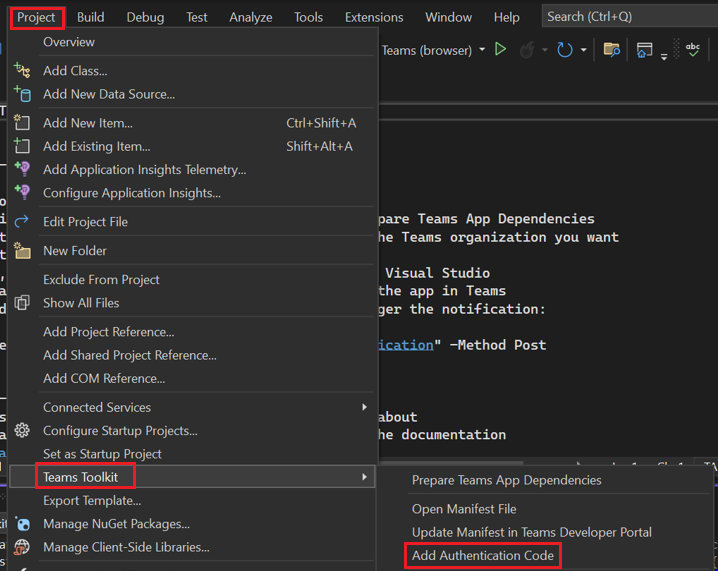 Project Build Debug Test Analyze Tools Extensions Window Help Search (Ctrl+Q)
Overview
Teams (browser)
Add Class...
Add New Data Source...
Add New Item... Ctrl+Shift+A
Add Existing Item... Shift+Alt+A
Add Application Insights Telemetry...
Configure Application Insights...
Edit Project File
pare Teams App Dependencies
he Teams organization you want
New Folder
Visual Studio
Exclude From Project
the app in Teams
Show All Files
ger the notification:
Add Project Reference...
ication" -Method Post
Add Shared Project Reference...
Add COM Reference...
Connected Services
about
Configure Startup Projects...
he documentation
Set as Startup Project
Teams Toolkit
Prepare Teams App Dependencies
Export Template...
Open Manifest File
Manage NuGet Packages...
Update Manifest in Teams Developer Portal
Manage Client-Side Libraries...
Add Authentication Code